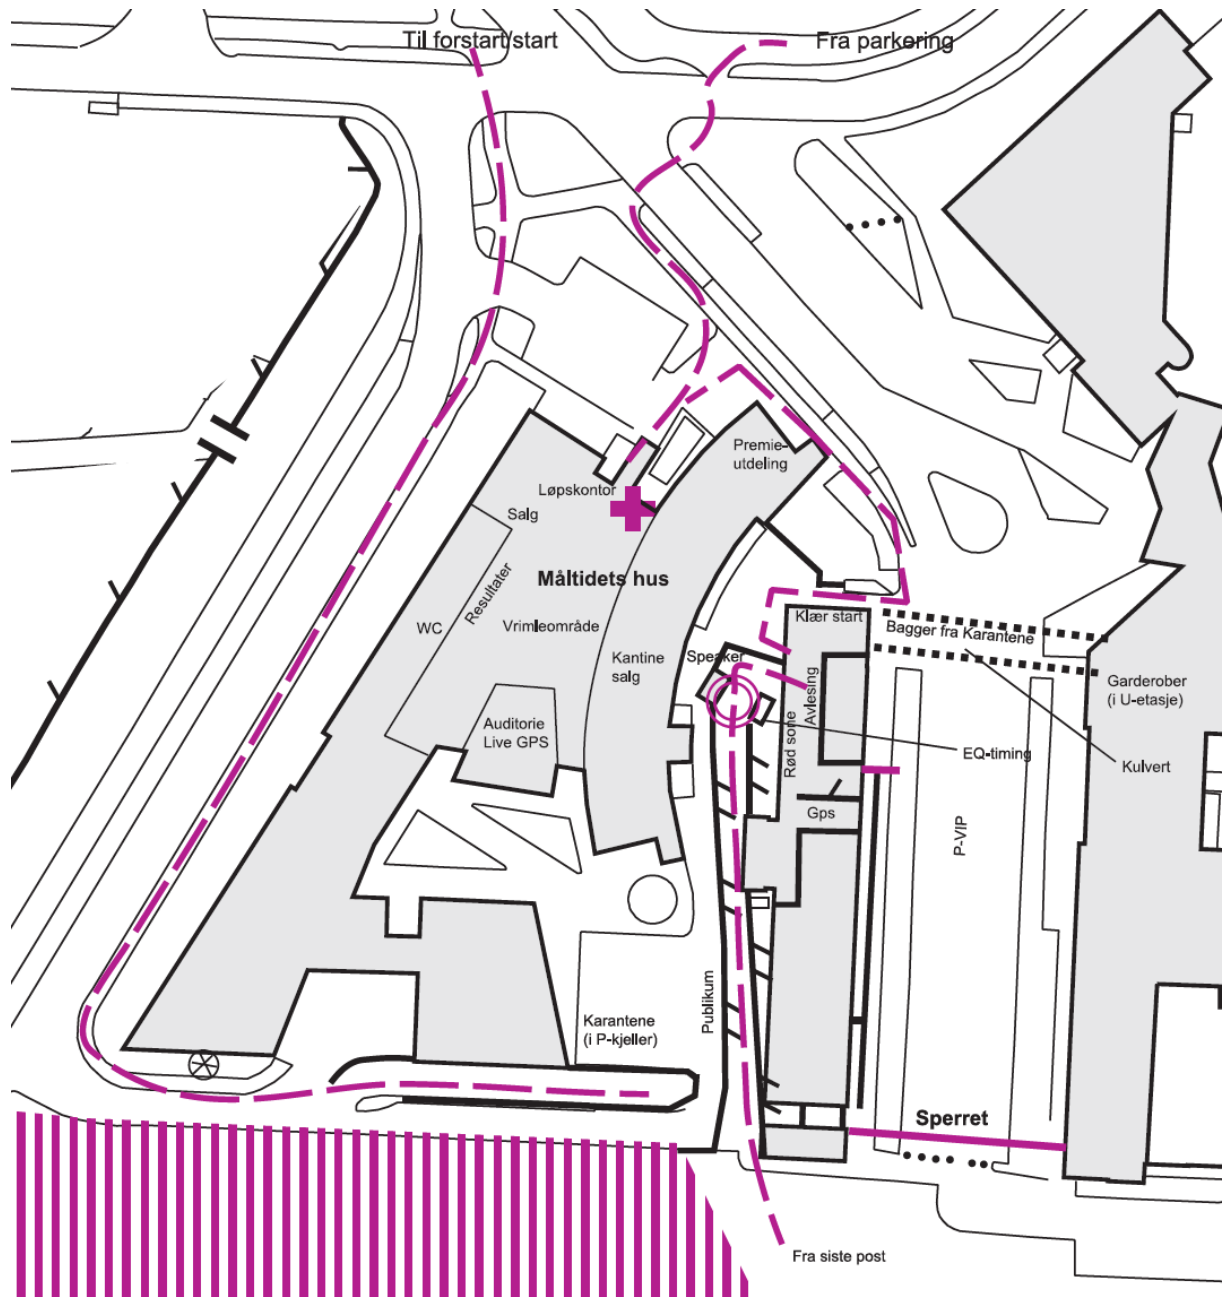 Til forstart/start
Fra parkering
Premie-
utdeling
Løpskontor
Salg
Måltidets hus
Resultater
WC
Vrimleområde
Kantine
salg
Speaker
Klær start
Bagger fra Karantene
Garderober
(i U-etasje)
Avlesing
Rød sone
Auditorie
Live GPS
EQ-timing
Kulvert
Gps
P-VIP
Publikum
Karantene
(i P-kjeller)
Sperret
Fra siste post